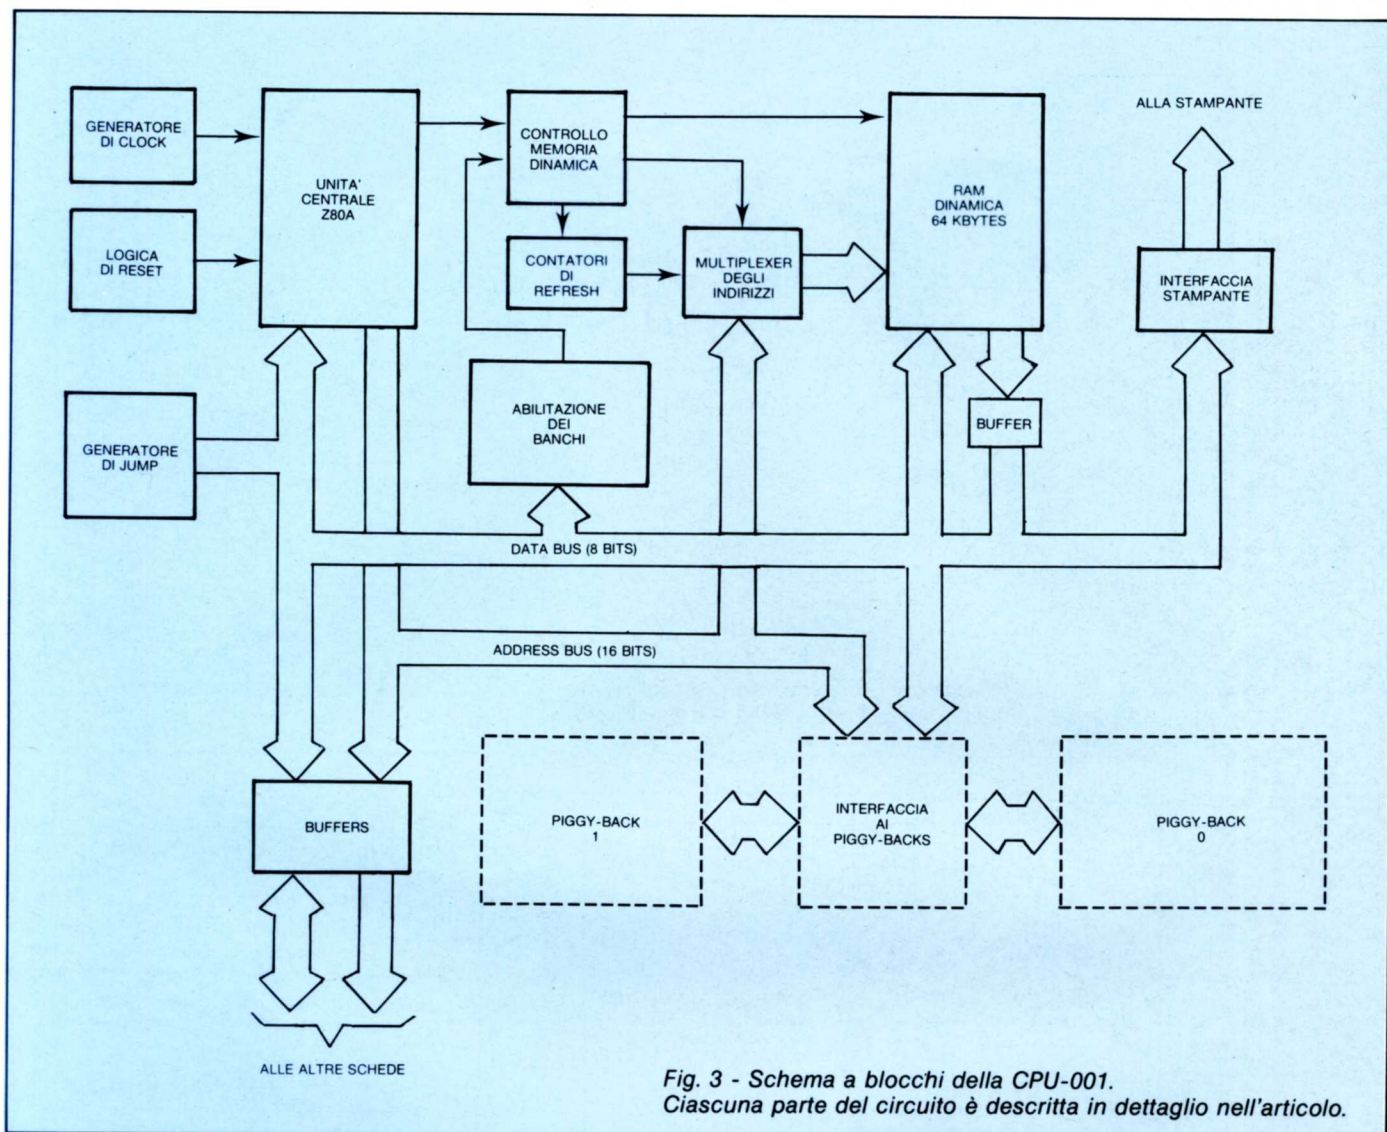 GENERATORE
DI CLOCK
UNITA'
CENTRALE
Z80A
CONTROLLO
MEMORIA
DINAMICA
RAM
DINAMICA
64 KBYTES
ALLA STAMPANTE
LOGICA
DI RESET
CONTATORI
DI
REFRESH
MULTIPLEXER
DEGLI
INDIRIZZI
INTERFACCIA
STAMPANTE
GENERATORE
DI JUMP
ABILITAZIONE
DEI
BANCHI
BUFFER
DATA BUS (8 BITS)
ADDRESS BUS (16 BITS)
BUFFERS
PIGGY-BACK
1
INTERFACCIA
AI
PIGGY-BACKS
PIGGY-BACK
0
ALLE ALTRE SCHEDE
Fig. 3 - Schema a blocchi della CPU-001.
Ciascuna parte del circuito è descritta in dettaglio nell'articolo.